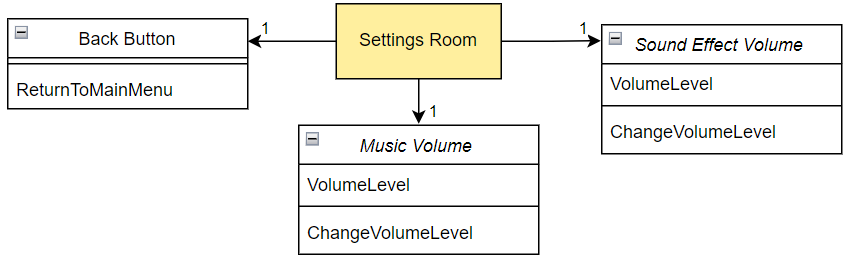 Back Button
ReturnToMainMenu
1
Settings Room
1
1
Sound Effect Volume
VolumeLevel
ChangeVolumeLevel
Music Volume
VolumeLevel
ChangeVolumeLevel